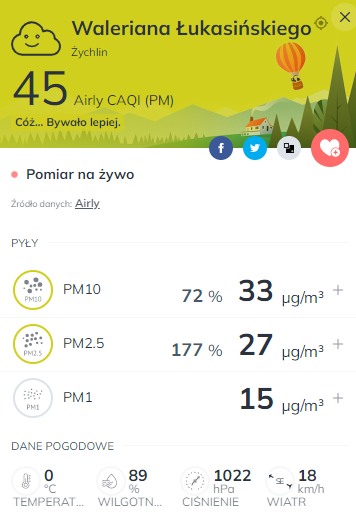 Waleriana Łukasińskiego
Żychlin
45 Airly CAQI (PM)
Cóż... Bywało lepiej.
Pomiar na żywo
Źródło danych: Airly
PYŁY
PM10 PM10 72 % 33 µg/m³
PM2.5 PM2.5 177 % 27 µg/m³
PM1 PM1 15 µg/m³
DANE POGODOWE
0 °C TEMPERAT...
89 % WILGOTN...
1022 hPa CIŚNIENIE
SE 18 km/h WIATR